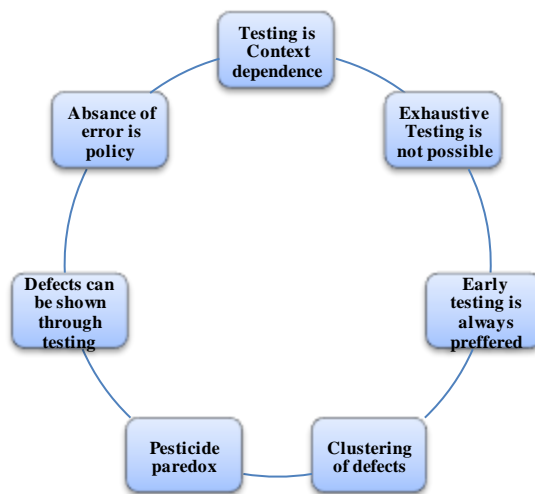 Testing is
Context
dependence
Exhaustive
Testing is
not possible
Early
testing is
always
preffered
Clustering
of defects
Pesticide
paredox
Defects can
be shown
through
testing
Absance of
error is
policy